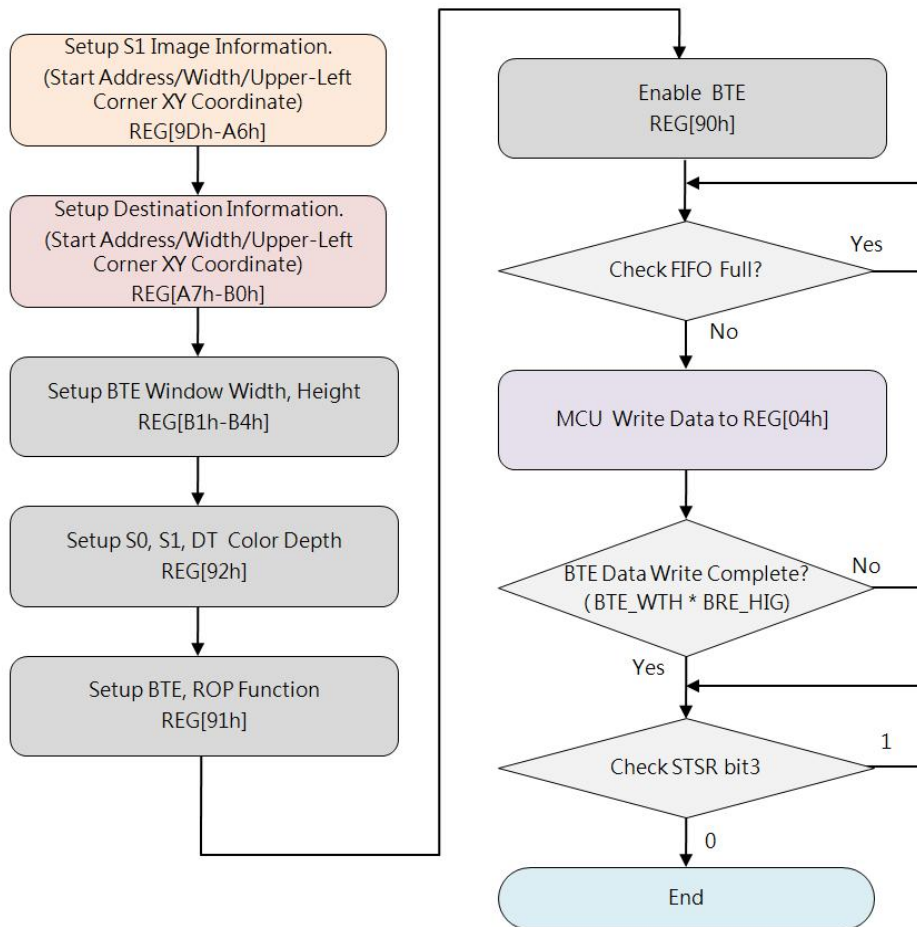 Setup S1 Image Information.
(Start Address/Width/Upper-Left
Corner XY Coordinate)
REG[9Dh-A6h]
Setup Destination Information.
(Start Address/Width/Upper-Left
Corner XY Coordinate)
REG[A7h-B0h]
Setup BTE Window Width, Height
REG[B1h-B4h]
Setup S0, S1, DT Color Depth
REG[92h]
Setup BTE, ROP Function
REG[91h]
Enable BTE
REG[90h]
Check FIFO Full?
Yes
No
MCU Write Data to REG[04h]
BTE Data Write Complete?
( BTE_WTH * BRE_HIG)
No
Yes
Check STSR bit3
1
0
End